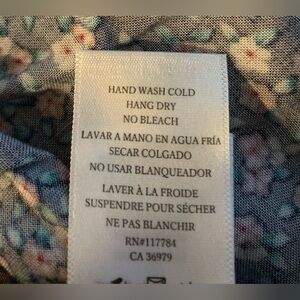 HAND WASH COLD
HANG DRY
NO BLEACH
LAVAR A MANO EN AGUA FRÍA
SECAR COLGADO
NO USAR BLANQUEADOR
LAVER À LA FROIDE
SUSPENDRE POUR SÉCHER
NE PAS BLANCHIR
RN#117784
CA 36979